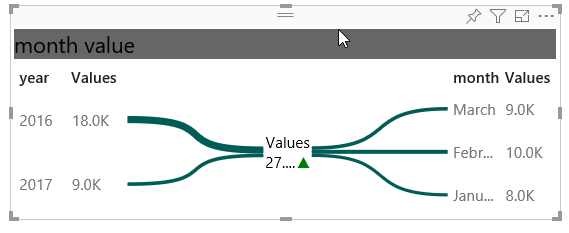 month value
year Values month Values
2016 18.0K March 9.0K
Values
Febr... 10.0K
27....
2017 9.0K Janu... 8.0K